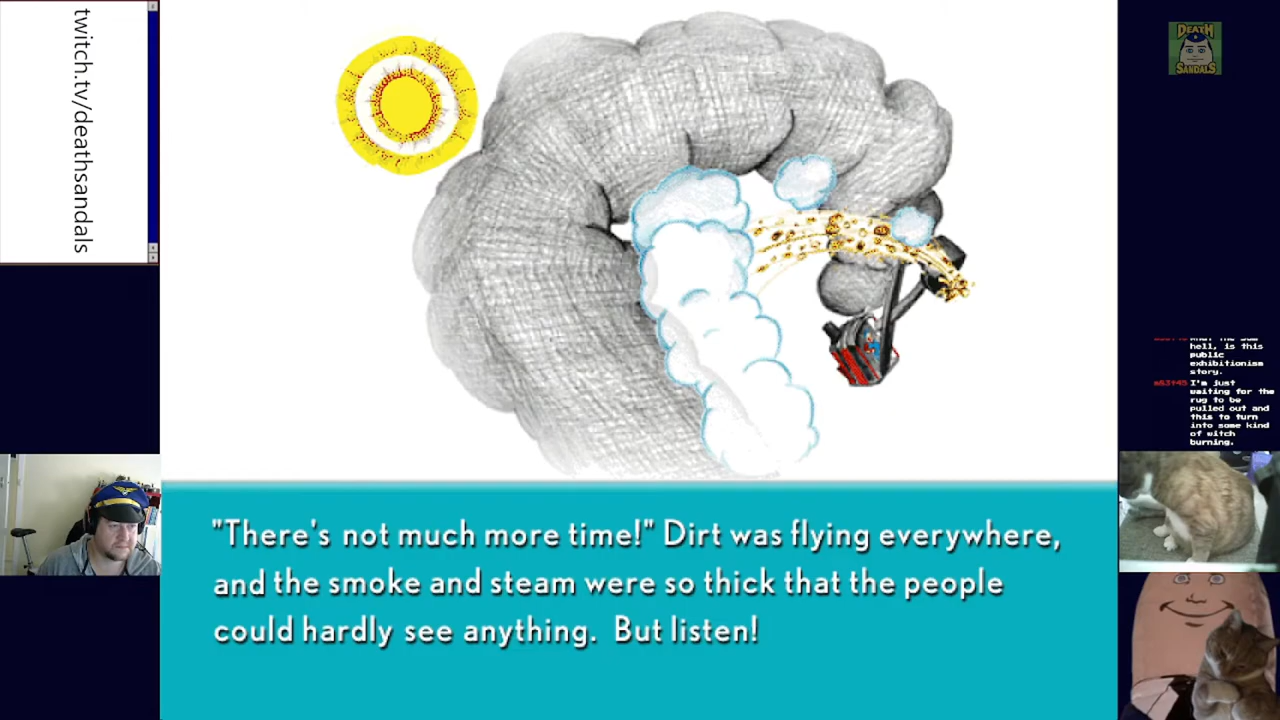 twitch.tv/deathsandals
DEATH
SANDALS
hell, is this
public
exhibitionism
story.
m53t45 I'm just
waiting for the
rug to be
pulled out and
this to turn
into some kind
of witch
burning.
"There's not much more time!" Dirt was flying everywhere,
and the smoke and steam were so thick that the people
could hardly see anything.  But listen!